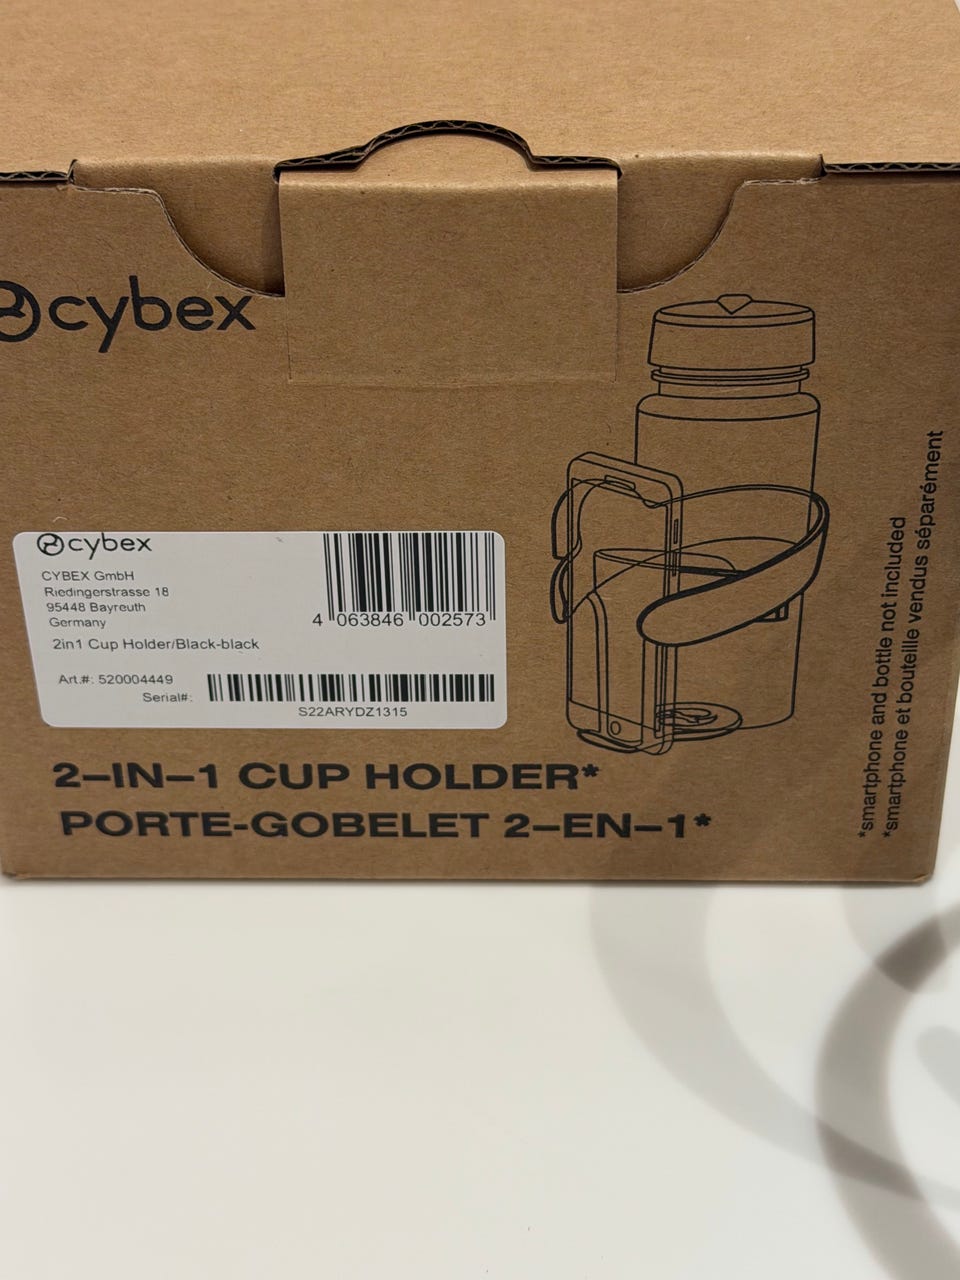 cybex
cybex
CYBEX GmbH
Riedingerstrasse 18
95448 Bayreuth
Germany
2in1 Cup Holder/Black-black
4 063846 002573
Art.#: 520004449
Serial#:
S22ARYDZ1315
2–IN–1 CUP HOLDER*
PORTE-GOBELET 2–EN–1*
*smartphone and bottle not included
*smartphone et bouteille vendus séparément